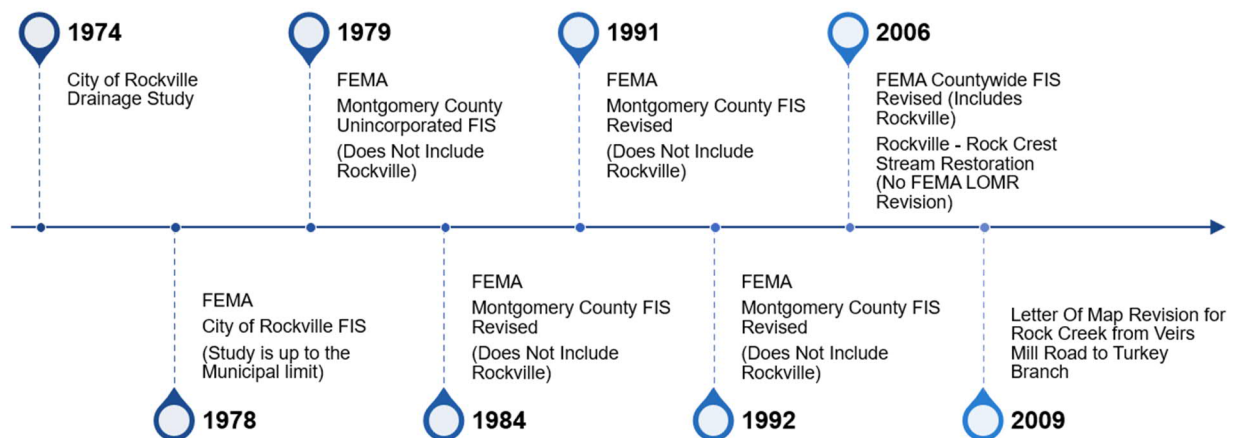 1974
City of Rockville
Drainage Study
1979
FEMA
Montgomery County
Unincorporated FIS
(Does Not Include
Rockville)
1991
FEMA
Montgomery County FIS
Revised
(Does Not Include
Rockville)
2006
FEMA Countywide FIS
Revised (Includes
Rockville)
Rockville - Rock Crest
Stream Restoration
(No FEMA LOMR
Revision)
FEMA
City of Rockville FIS
(Study is up to the
Municipal limit)
1978
FEMA
Montgomery County FIS
Revised
(Does Not Include
Rockville)
1984
FEMA
Montgomery County FIS
Revised
(Does Not Include
Rockville)
1992
Letter Of Map Revision for
Rock Creek from Veirs
Mill Road to Turkey
Branch
2009